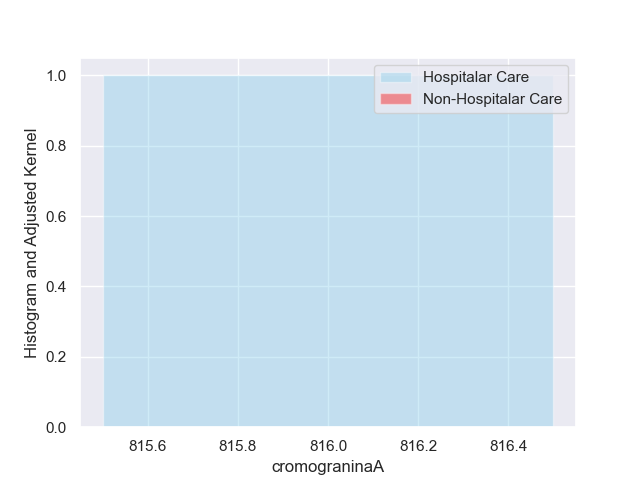 Hospitalar Care
Non-Hospitalar Care
1.0
0.8
0.6
0.4
0.2
0.0
Histogram and Adjusted Kernel
815.6 815.8 816.0 816.2 816.4
cromograninaA